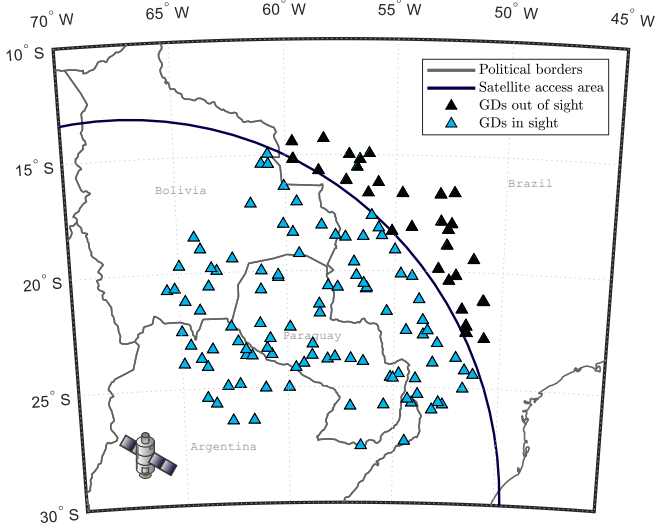 70° W
65° W
60° W
55° W
50° W
45° W
10° S
15° S
20° S
25° S
30° S
Political borders
Satellite access area
GDs out of sight
GDs in sight
Bolivia
Brazil
Paraguay
Argentina